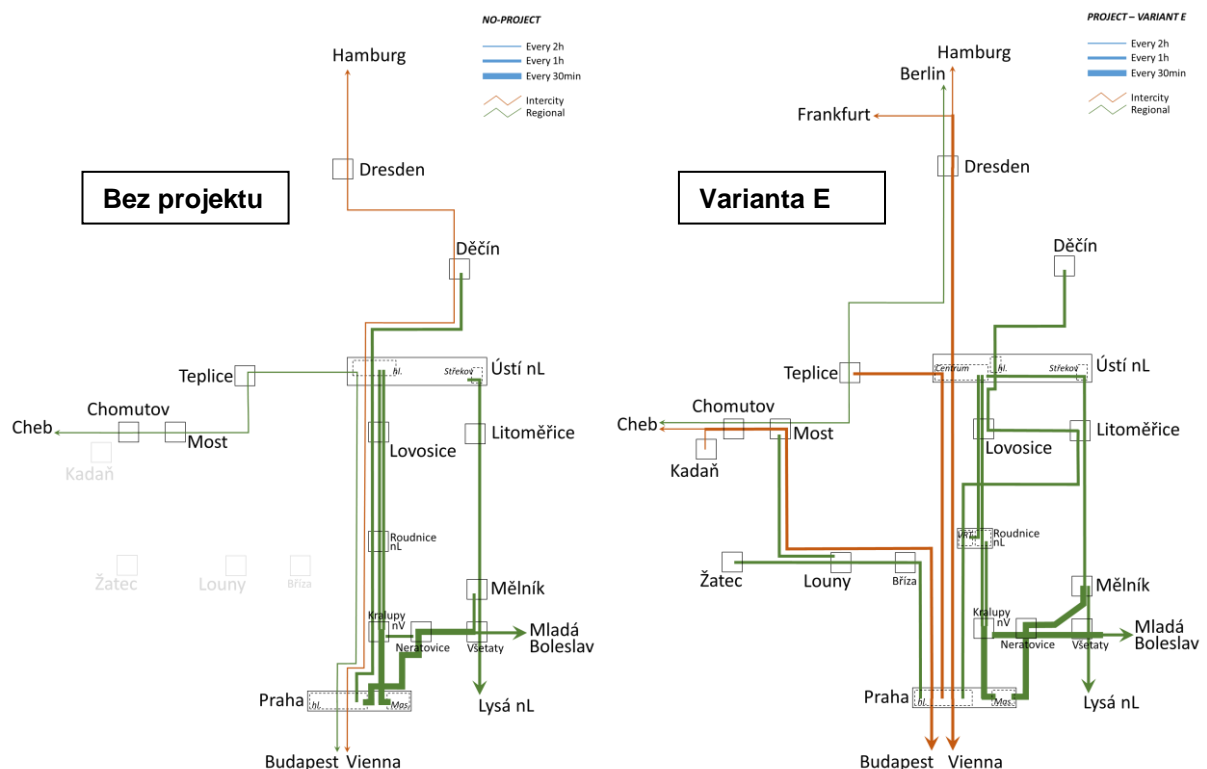 NO-PROJECT
Every 2h
Every 1h
Every 30min
Intercity
Regional
Hamburg
Dresden
Bez projektu
Děčín
hl.
Střekov
Ústí nL
Teplice
Chomutov
Cheb
Most
Kadaň
Lovosice
Litoměřice
Roudnice
nL
Žatec
Louny
Bříza
Mělník
Kralupy
nV
Neratovice
Všetaty
Mladá
Boleslav
Praha
hl.
Mas.
Lysá nL
Budapest
Vienna
PROJECT – VARIANT E
Every 2h
Every 1h
Every 30min
Intercity
Regional
Hamburg
Berlin
Frankfurt
Dresden
Varianta E
Děčín
Centrum
hl.
Střekov
Ústí nL
Teplice
Chomutov
Cheb
Most
Kadaň
Lovosice
Litoměřice
VRT
Roudnice
nL
Žatec
Louny
Bříza
Mělník
Kralupy
nV
Neratovice
Všetaty
Mladá
Boleslav
Praha
hl.
Mas.
Lysá nL
Budapest
Vienna